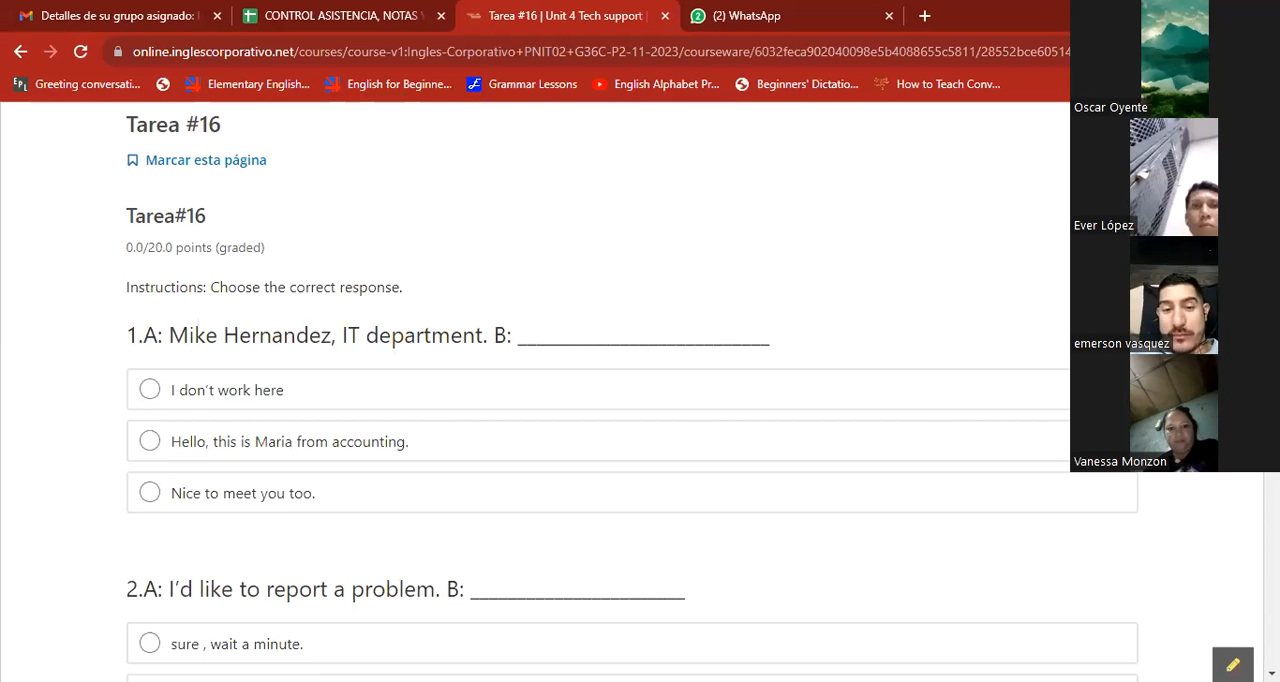 Detalles de su grupo asignado:
CONTROL ASISTENCIA, NOTAS
Tarea #16 | Unit 4 Tech support |
2
(2) WhatsApp
online.inglescorporativo.net/courses/course-v1:Ingles-Corporativo+PNIT02+G36C-P2-11-2023/courseware/6032feca902040098e5b4088655c5811/28552bce60514
EPL
Greeting conversati...
Elementary English...
English for Beginne...
Grammar Lessons
English Alphabet Pr...
Beginners' Dictatio...
How to Teach Conv...
Oscar Oyente
Ever López
emerson vasquez
Vanessa Monzon
Tarea #16
Marcar esta página
Tarea#16
0.0/20.0 points (graded)
Instructions: Choose the correct response.
1.A: Mike Hernandez, IT department. B: ___________________________
I don't work here
Hello, this is Maria from accounting.
Nice to meet you too.
2.A: I'd like to report a problem. B: _______________________
sure , wait a minute.